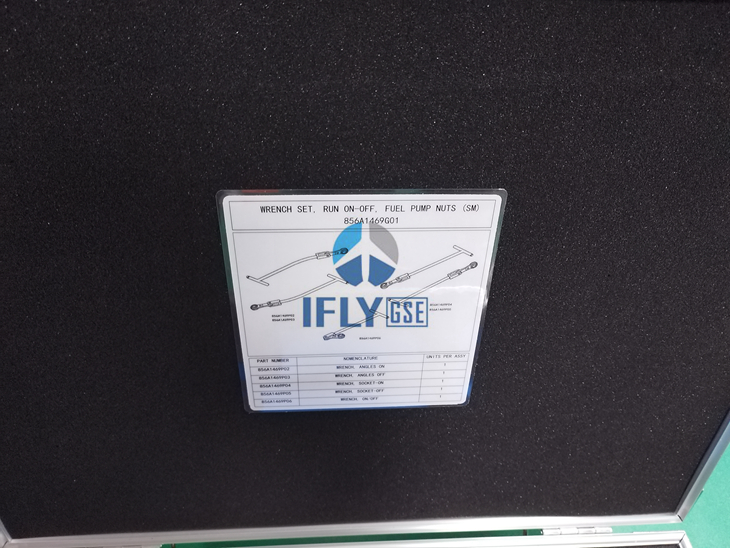 WRENCH SET, RUN ON-OFF, FUEL PUMP NUTS (SM)
856A1469G01
IFLY GSE
PART NUMBER NOMENCLATURE UNITS PER ASSY
856A1469P02 WRENCH, ANGLES ON 1
856A1469P03 WRENCH, ANGLES OFF 1
856A1469P04 WRENCH, SOCKET-ON 1
856A1469P05 WRENCH, SOCKET-OFF 1
856A1469P06 WRENCH, ON-OFF 1